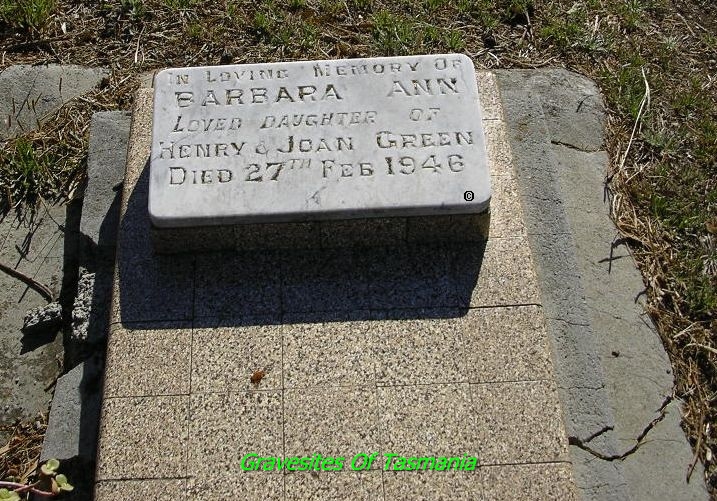 IN LOVING MEMORY OF
BARBARA ANN
LOVED DAUGHTER OF
HENRY & JOAN GREEN
DIED 27TH FEB 1946
©
Gravesites Of Tasmania